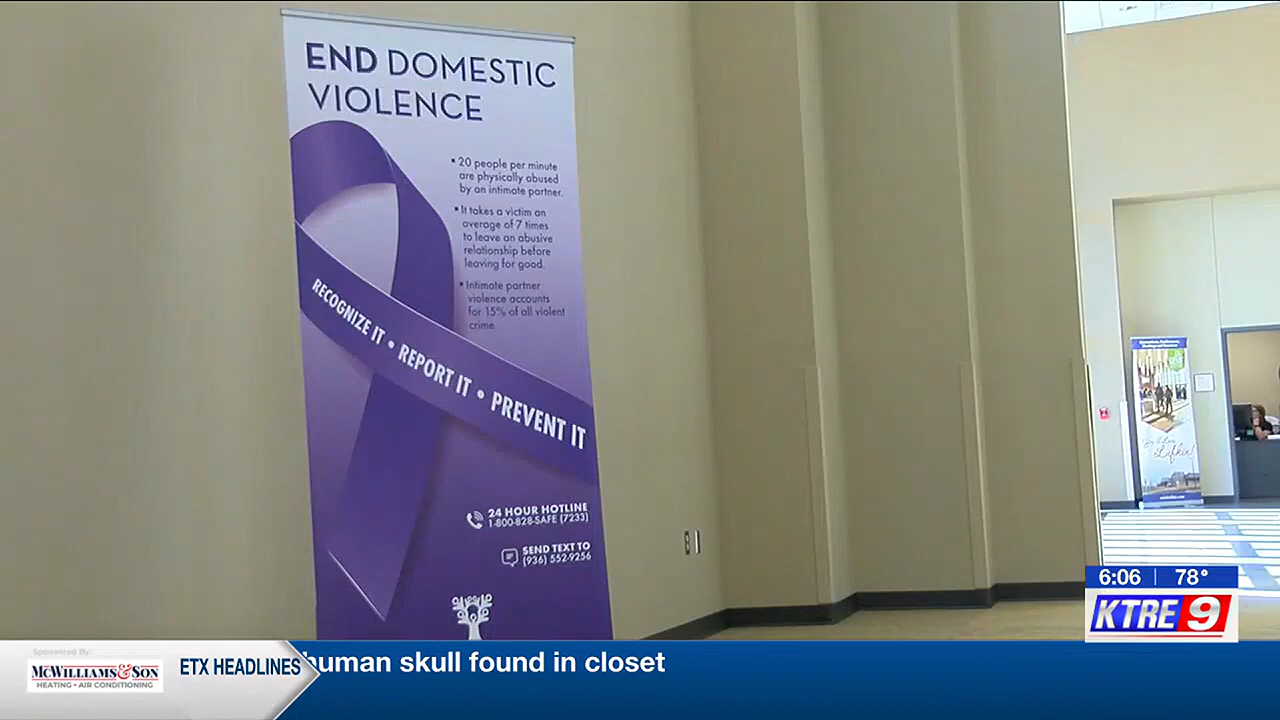 END DOMESTIC
VIOLENCE
• 20 people per minute
are physically abused
by an intimate partner.
• It takes a victim an
average of 7 times
to leave an abusive
relationship before
leaving for good.
• Intimate partner
violence accounts
for 15% of all violent
crime.
RECOGNIZE IT • REPORT IT • PREVENT IT
24 HOUR HOTLINE
1-800-828-SAFE (7233)
SEND TEXT TO
(936) 552-9256
Lufkin!
6:06 | 78°
KTRE 9
Sponsored By:
MCWILLIAMS & SON
HEATING • AIR CONDITIONING
ETX HEADLINES
human skull found in closet